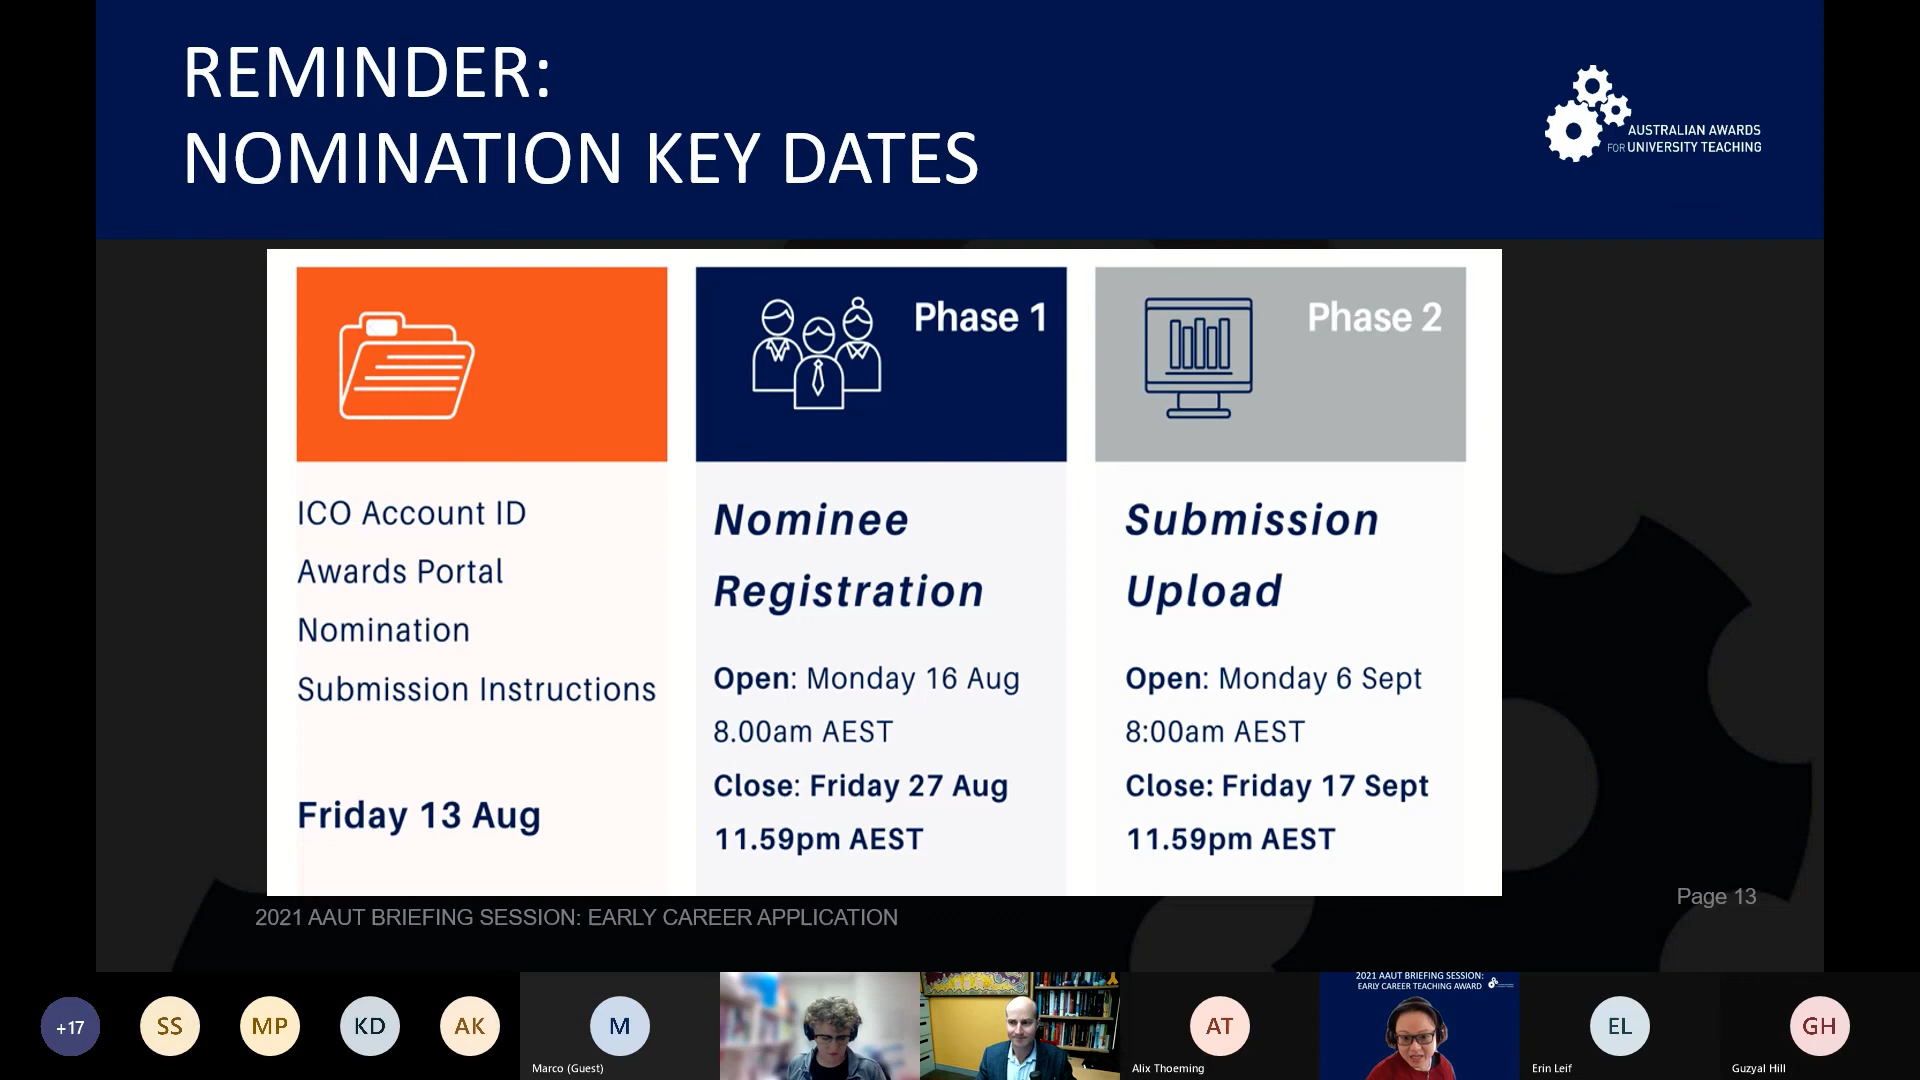 REMINDER:
NOMINATION KEY DATES
AUSTRALIAN AWARDS
FOR UNIVERSITY TEACHING
ICO Account ID
Awards Portal
Nomination
Submission Instructions
Friday 13 Aug
Phase 1
Nominee
Registration
Open: Monday 16 Aug
8.00am AEST
Close: Friday 27 Aug
11.59pm AEST
Phase 2
Submission
Upload
Open: Monday 6 Sept
8:00am AEST
Close: Friday 17 Sept
11.59pm AEST
2021 AAUT BRIEFING SESSION: EARLY CAREER APPLICATION
Page 13
+17
SS
MP
KD
AK
M
Marco (Guest)
AT
Alix Thoeming
2021 AAUT BRIEFING SESSION:
EARLY CAREER TEACHING AWARD
EL
Erin Leif
GH
Guzyal Hill